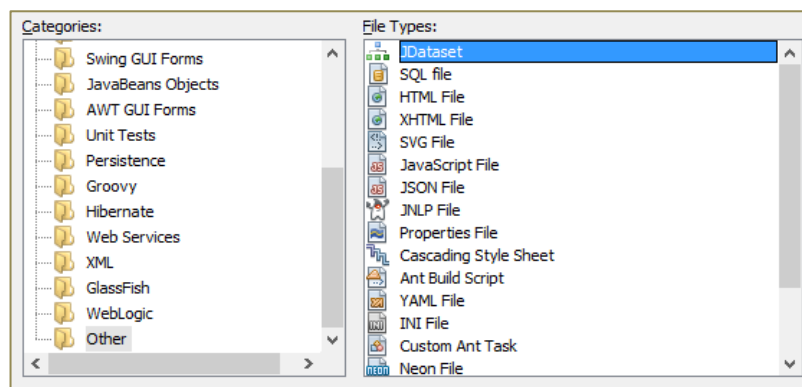 Categories:
Swing GUI Forms
JavaBeans Objects
AWT GUI Forms
Unit Tests
Persistence
Groovy
Hibernate
Web Services
XML
GlassFish
WebLogic
Other
File Types:
JDataset
SQL file
HTML File
XHTML File
SVG File
JavaScript File
JSON File
JNLP File
Properties File
Cascading Style Sheet
Ant Build Script
YAML File
INI File
Custom Ant Task
Neon File